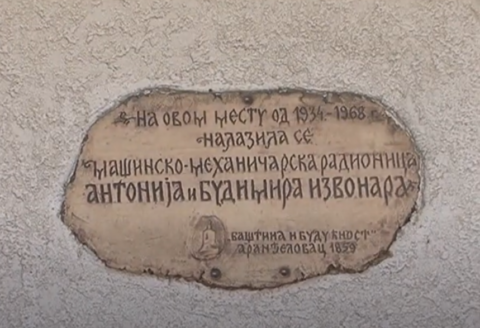 НА ОВОМ МЕСТУ ОД 1934.-1968 Г.
НАЛАЗИЛА СЕ
МАШИНСКО-МЕХАНИЧАРСКА РАДИОНИЦА
АНТОНИЈА И БУДИМИРА ИЗВОНАРА
"БАШТИНА И БУДУЋНОСТ"
АРАНЂЕЛОВАЦ 1859